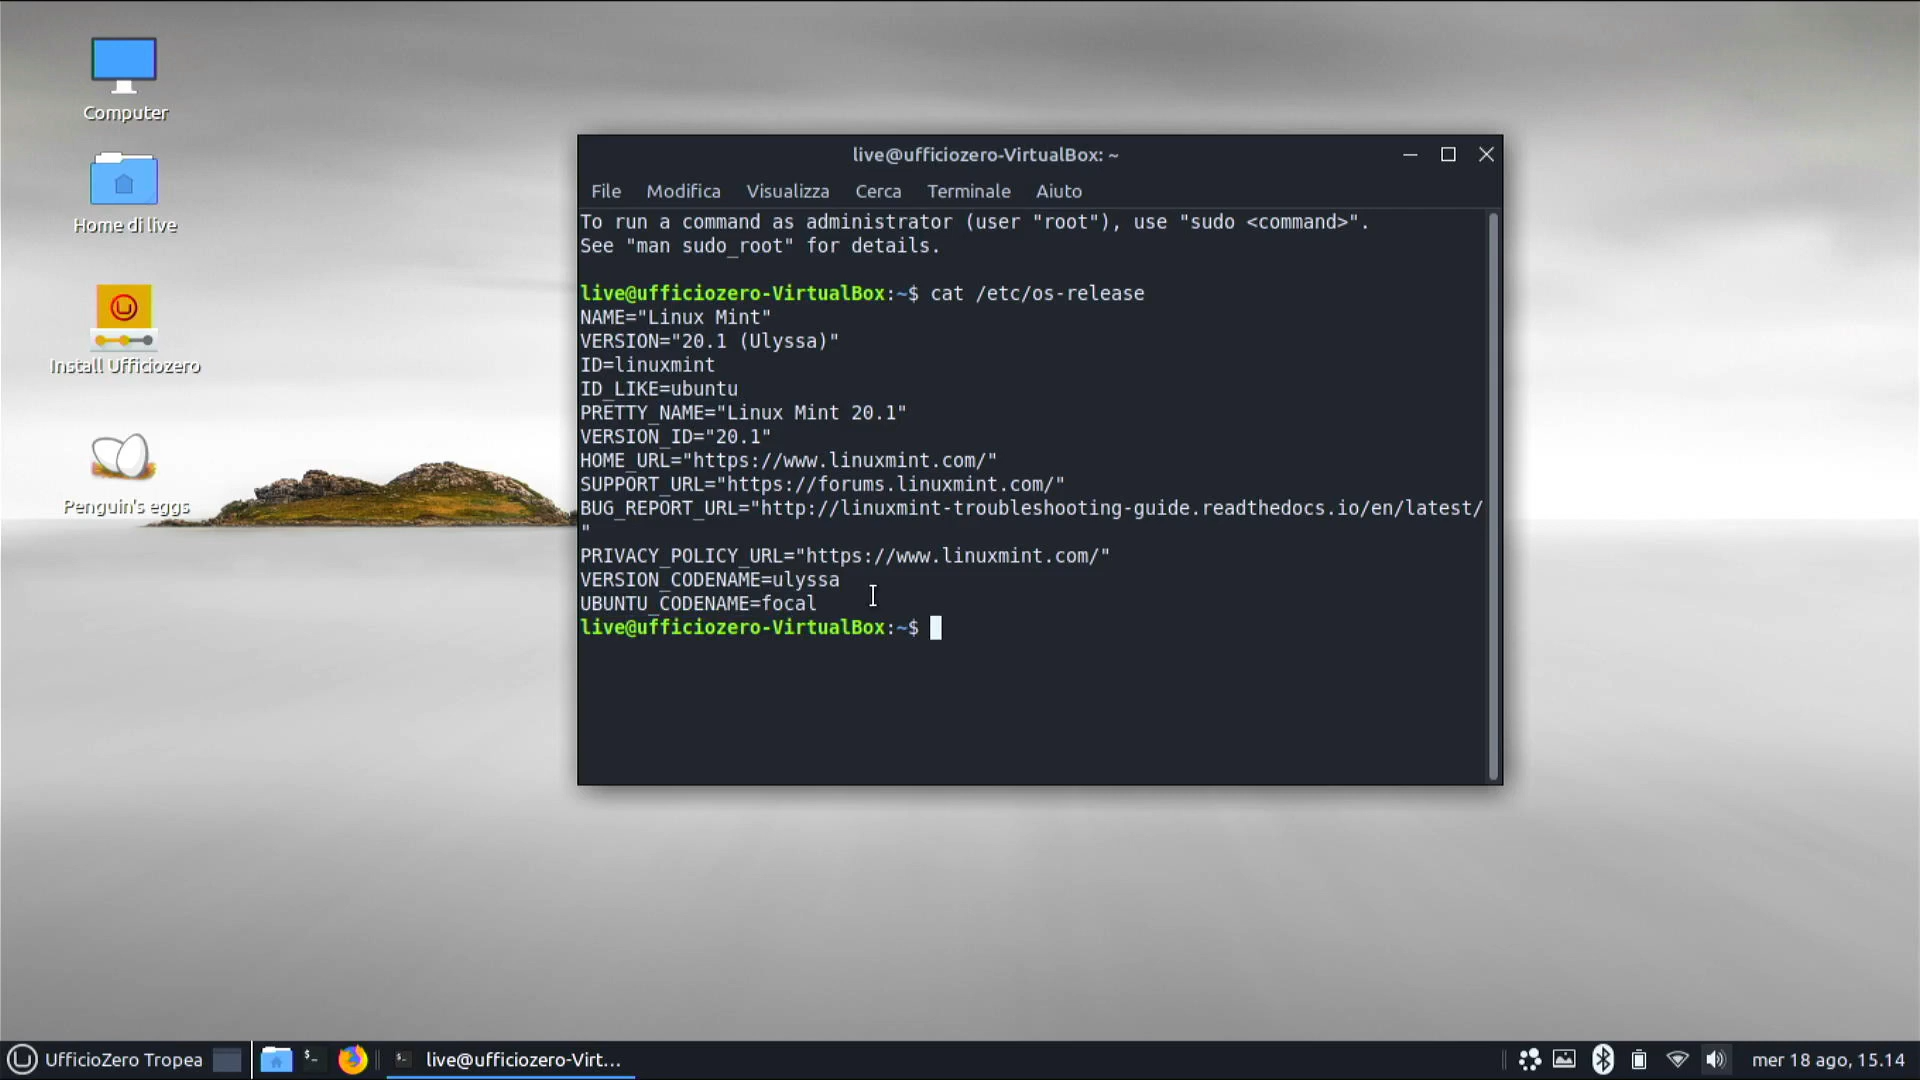 Computer
Home di live
Install Ufficiozero
Penguin's eggs
live@ufficiozero-VirtualBox: ~
File Modifica Visualizza Cerca Terminale Aiuto
To run a command as administrator (user "root"), use "sudo <command>".
See "man sudo_root" for details.
live@ufficiozero-VirtualBox:~$ cat /etc/os-release
NAME="Linux Mint"
VERSION="20.1 (Ulyssa)"
ID=linuxmint
ID_LIKE=ubuntu
PRETTY_NAME="Linux Mint 20.1"
VERSION_ID="20.1"
HOME_URL="https://www.linuxmint.com/"
SUPPORT_URL="https://forums.linuxmint.com/"
BUG_REPORT_URL="http://linuxmint-troubleshooting-guide.readthedocs.io/en/latest/
"
PRIVACY_POLICY_URL="https://www.linuxmint.com/"
VERSION_CODENAME=ulyssa
UBUNTU_CODENAME=focal
live@ufficiozero-VirtualBox:~$
UfficioZero Tropea live@ufficiozero-Virt... mer 18 ago, 15.14